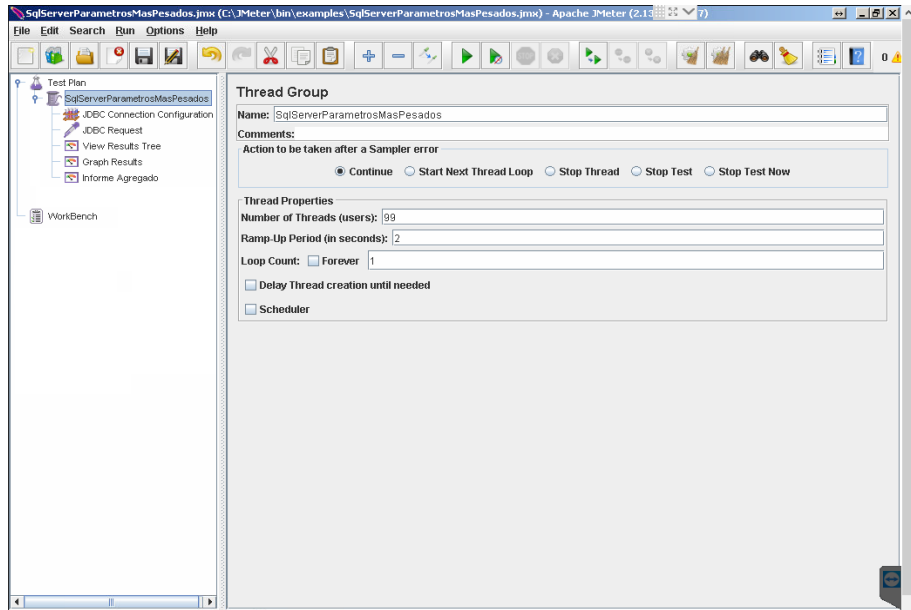 SqlServerParametrosMasPesados.jmx (C:\JMeter\bin\examples\SqlServerParametrosMasPesados.jmx) - Apache JMeter (2.13 7)
File Edit Search Run Options Help
0
Test Plan
SqlServerParametrosMasPesados
JDBC Connection Configuration
JDBC Request
View Results Tree
Graph Results
Informe Agregado
WorkBench
Thread Group
Name: SqlServerParametrosMasPesados
Comments:
Action to be taken after a Sampler error
Continue Start Next Thread Loop Stop Thread Stop Test Stop Test Now
Thread Properties
Number of Threads (users): 99
Ramp-Up Period (in seconds): 2
Loop Count: Forever 1
Delay Thread creation until needed
Scheduler